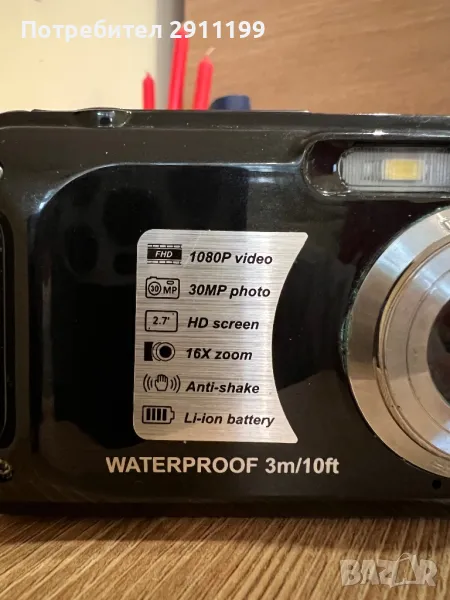 Потребител 2911199
FHD 1080P video
30 MP 30MP photo
2.7" HD screen
16X zoom
Anti-shake
Li-ion battery
WATERPROOF 3m/10ft
BAZAR